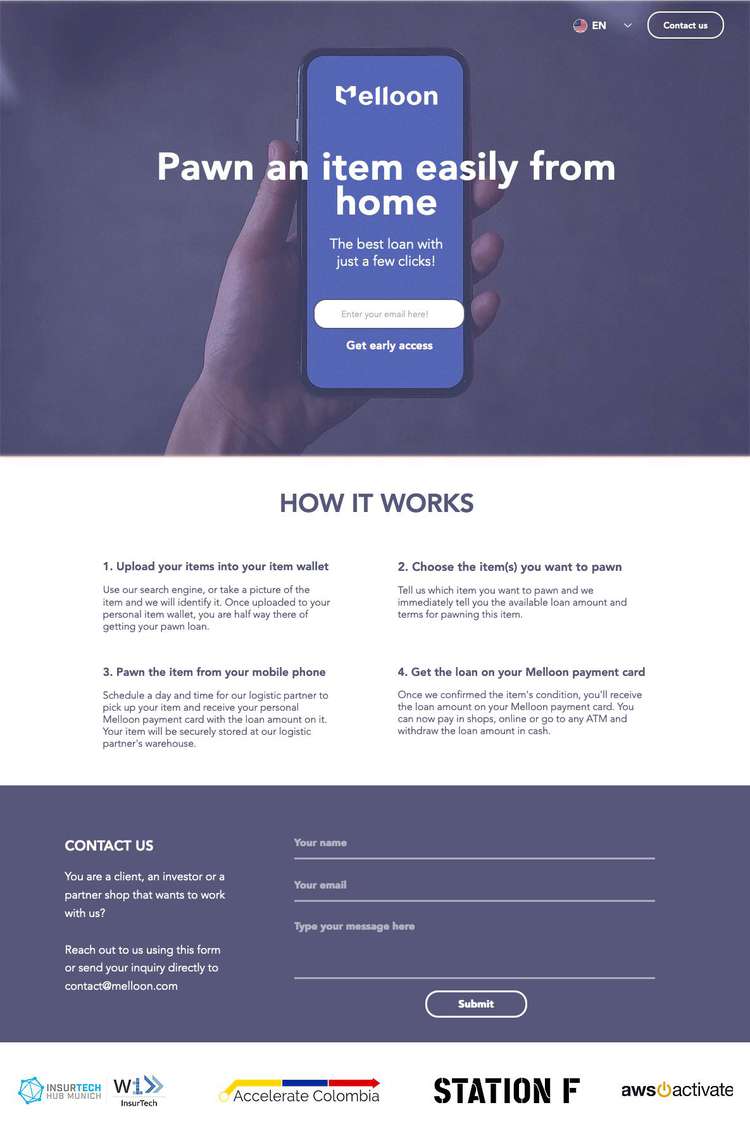 EN
Contact us
Melloon
Pawn an item easily from
home
The best loan with
just a few clicks!
Enter your email here!
Get early access
HOW IT WORKS
1. Upload your items into your item wallet
Use our search engine, or take a picture of the
item and we will identify it. Once uploaded to your
personal item wallet, you are half way there of
getting your pawn loan.
2. Choose the item(s) you want to pawn
Tell us which item you want to pawn and we
immediately tell you the available loan amount and
terms for pawning this item.
3. Pawn the item from your mobile phone
Schedule a day and time for our logistic partner to
pick up your item and receive your personal
Melloon payment card with the loan amount on it.
Your item will be securely stored at our logistic
partner's warehouse.
4. Get the loan on your Melloon payment card
Once we confirmed the item's condition, you'll receive
the loan amount on your Melloon payment card. You
can now pay in shops, online or go to any ATM and
withdraw the loan amount in cash.
CONTACT US
You are a client, an investor or a
partner shop that wants to work
with us?
Reach out to us using this form
or send your inquiry directly to
contact@melloon.com
Your name
Your email
Type your message here
Submit
INSURTECH
HUB MUNICH
W1
InsurTech
Accelerate Colombia
STATION F
aws activate